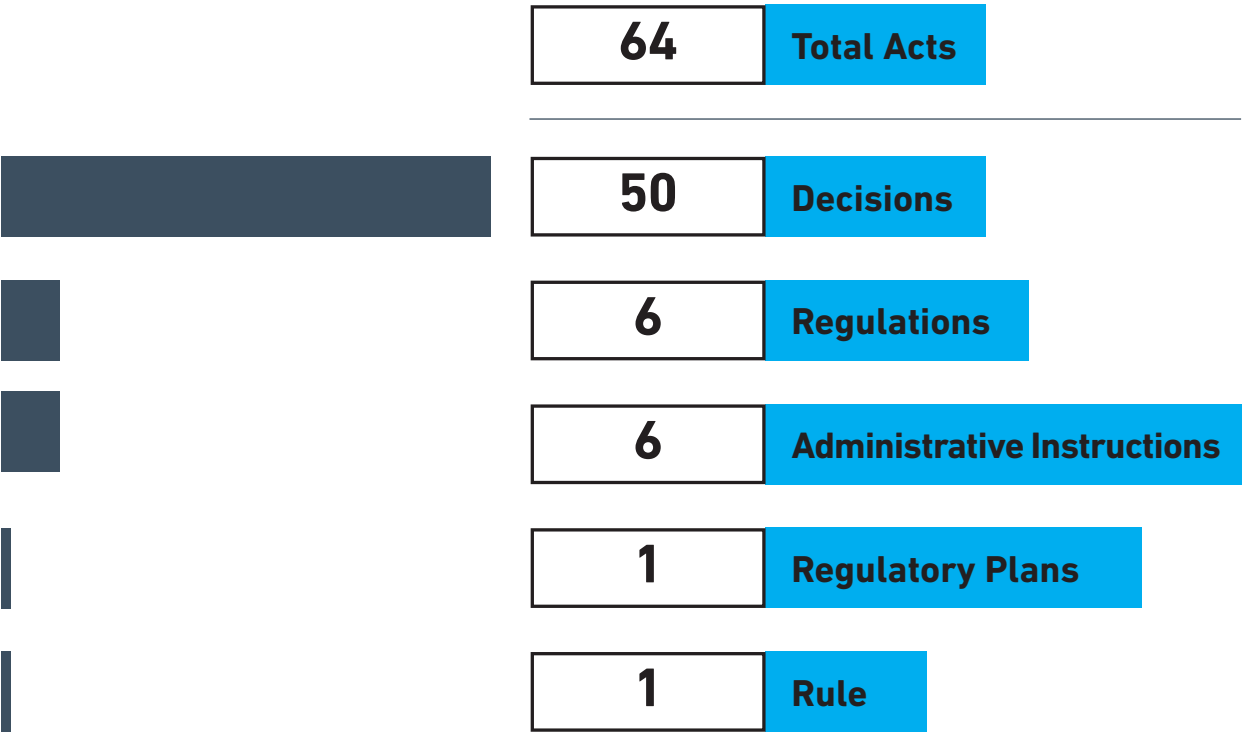 64 Total Acts
50 Decisions
6 Regulations
6 Administrative Instructions
1 Regulatory Plans
1 Rule